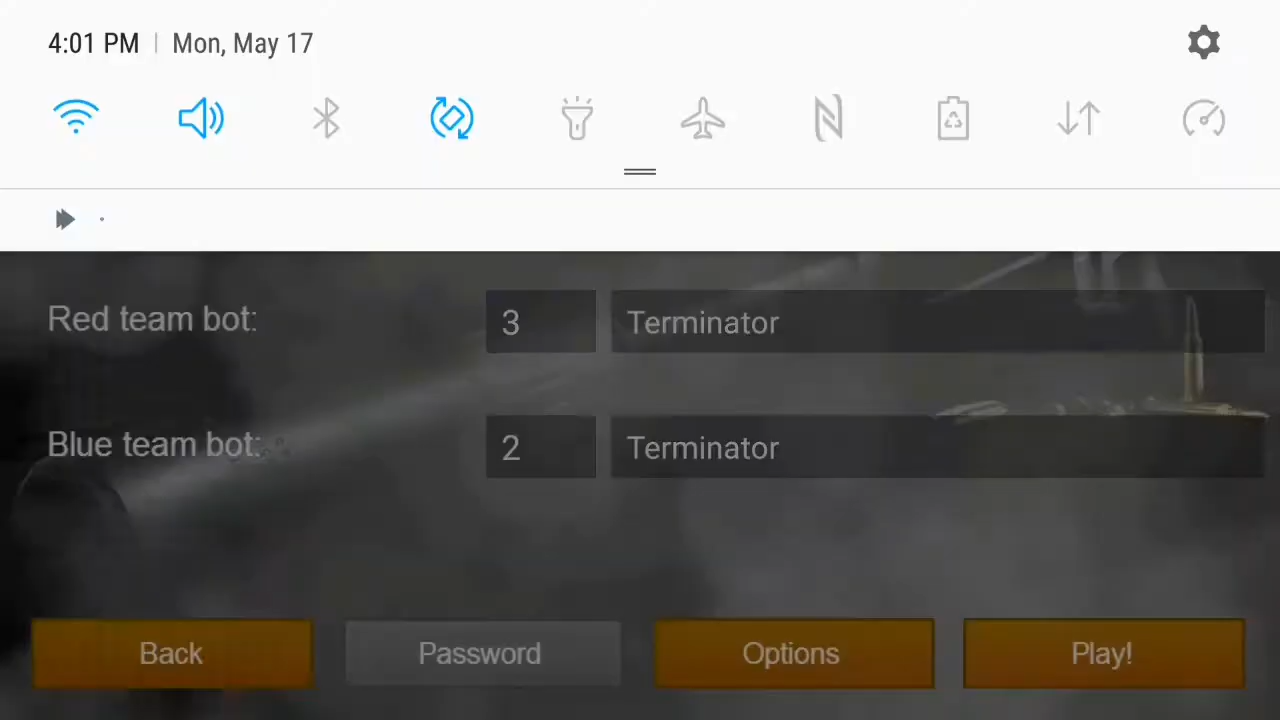 4:01 PM | Mon, May 17
Red team bot: 3 Terminator
Blue team bot: 2 Terminator
Back Password Options Play!